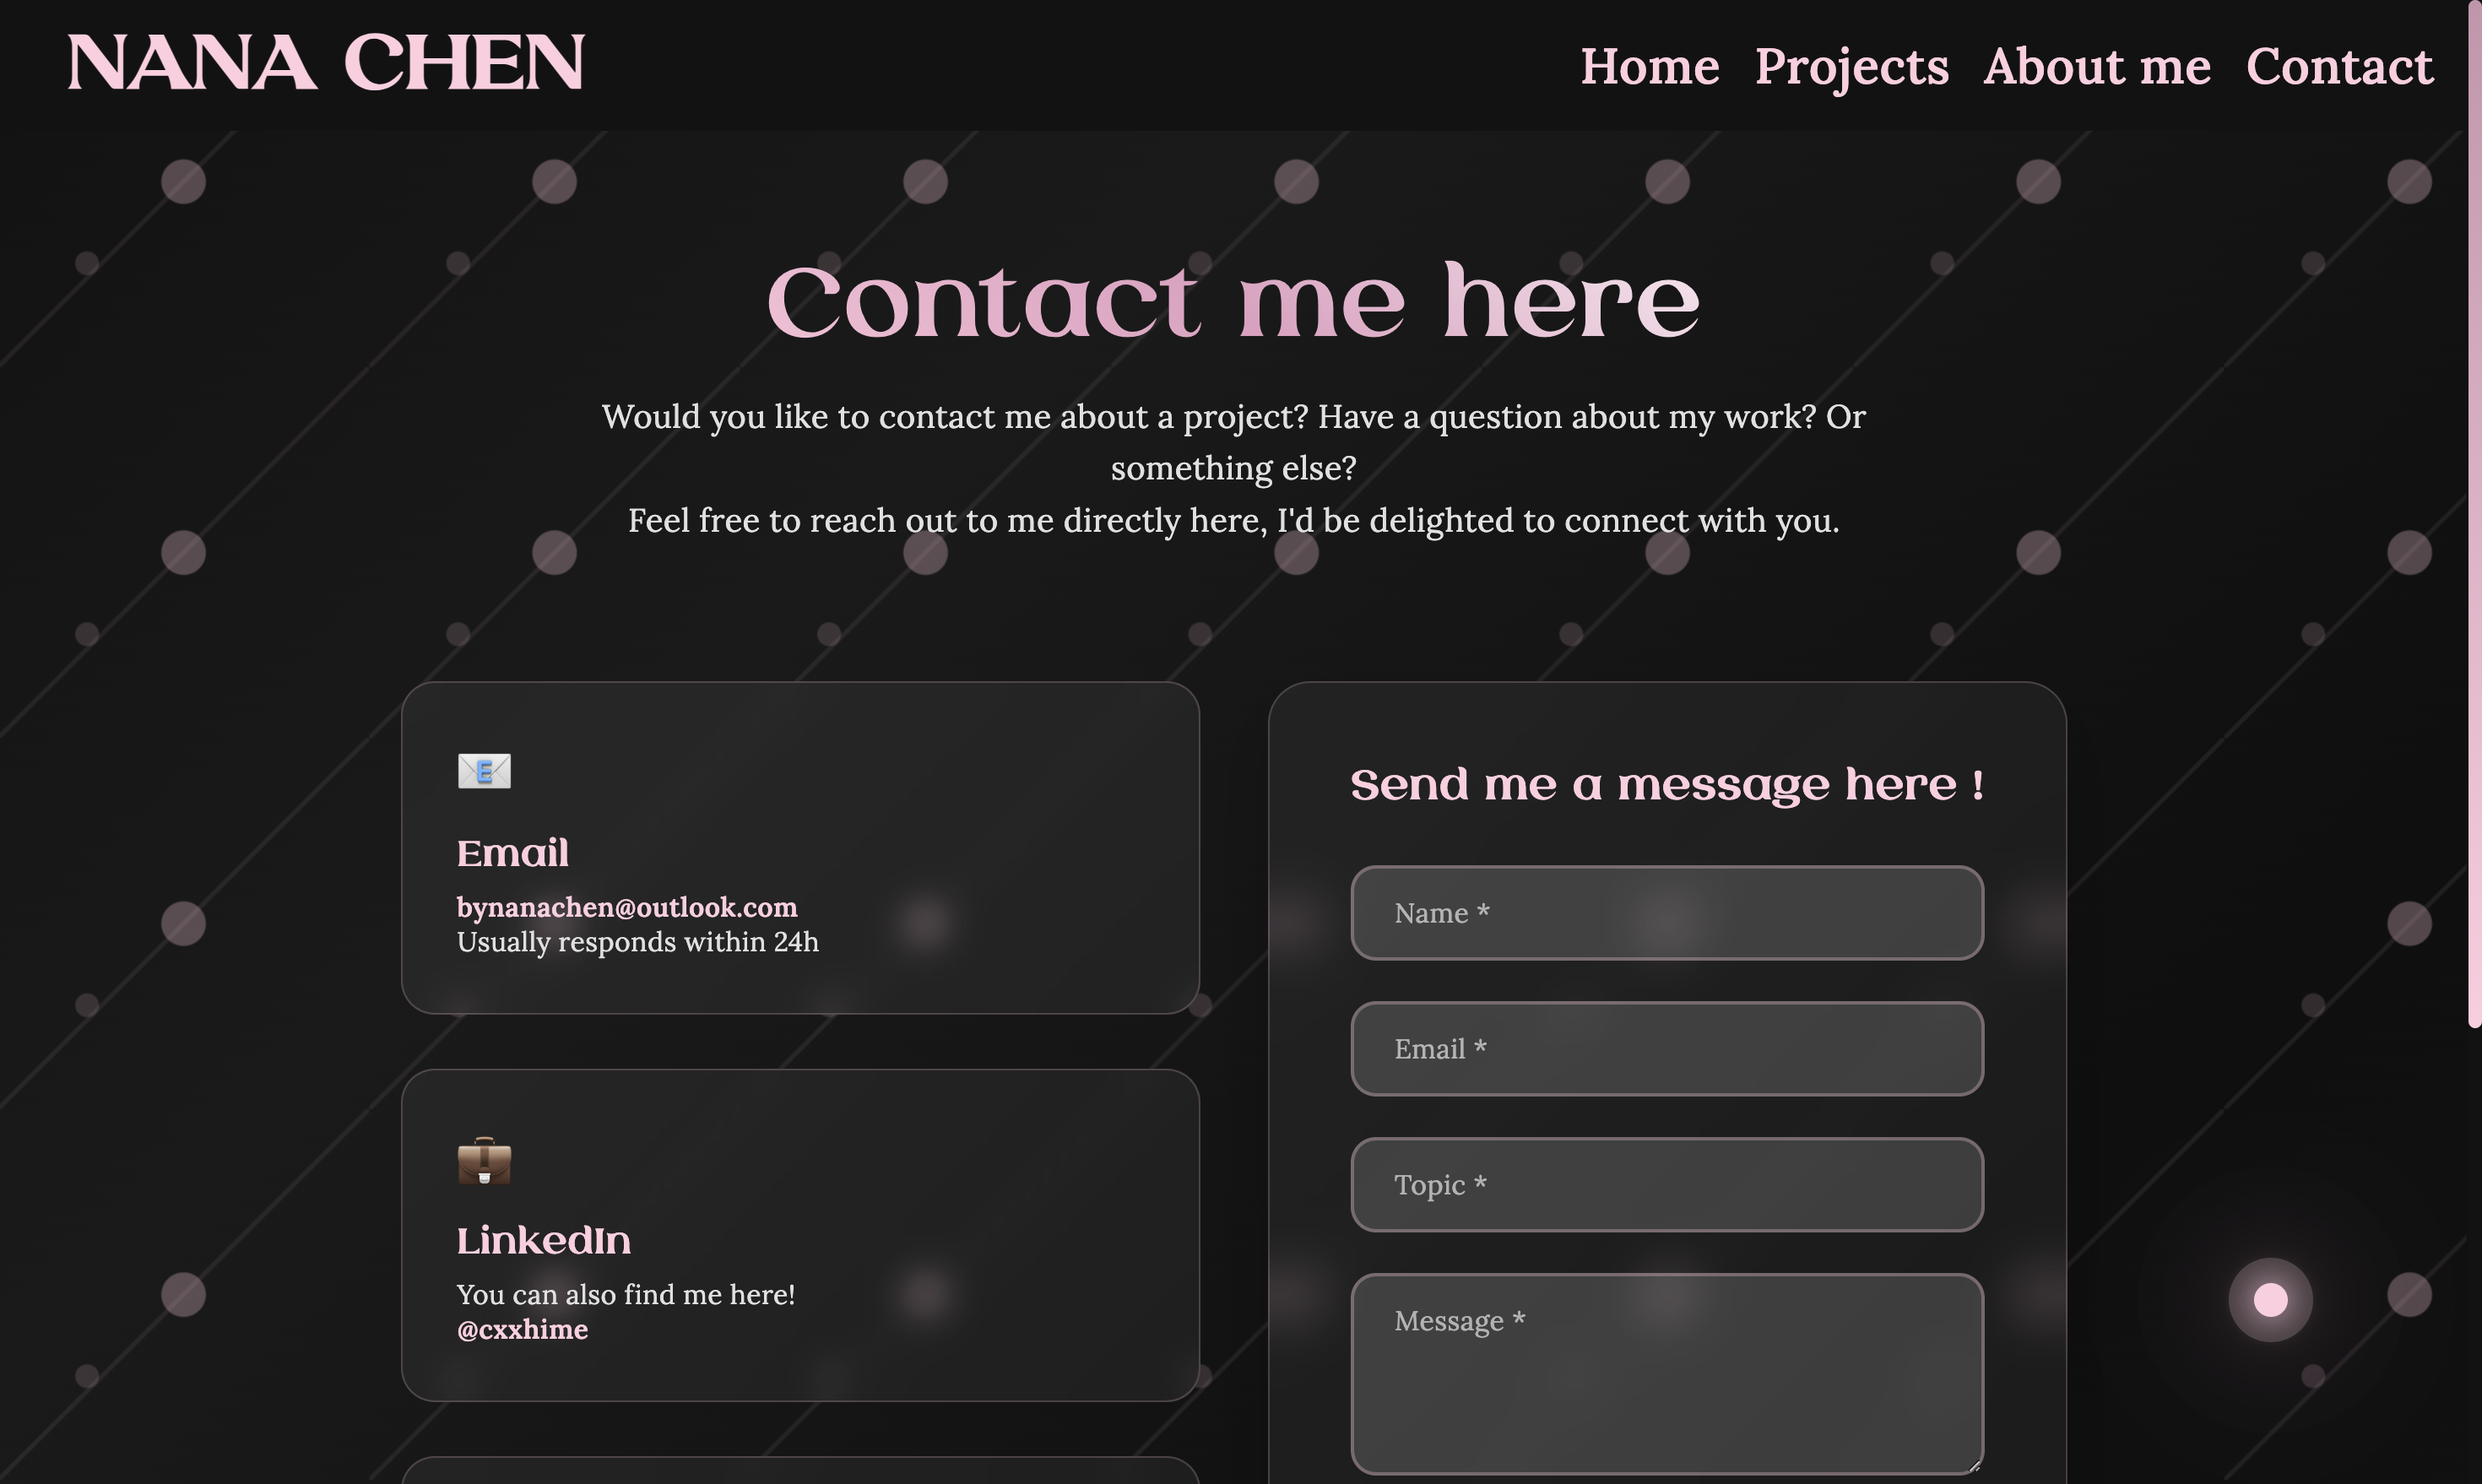 NANA CHEN
Home Projects About me Contact
Contact me here
Would you like to contact me about a project? Have a question about my work? Or
something else?
Feel free to reach out to me directly here, I'd be delighted to connect with you.
E
Email
bynanachen@outlook.com
Usually responds within 24h
LinkedIn
You can also find me here!
@cxxhime
Send me a message here !
Name *
Email *
Topic *
Message *